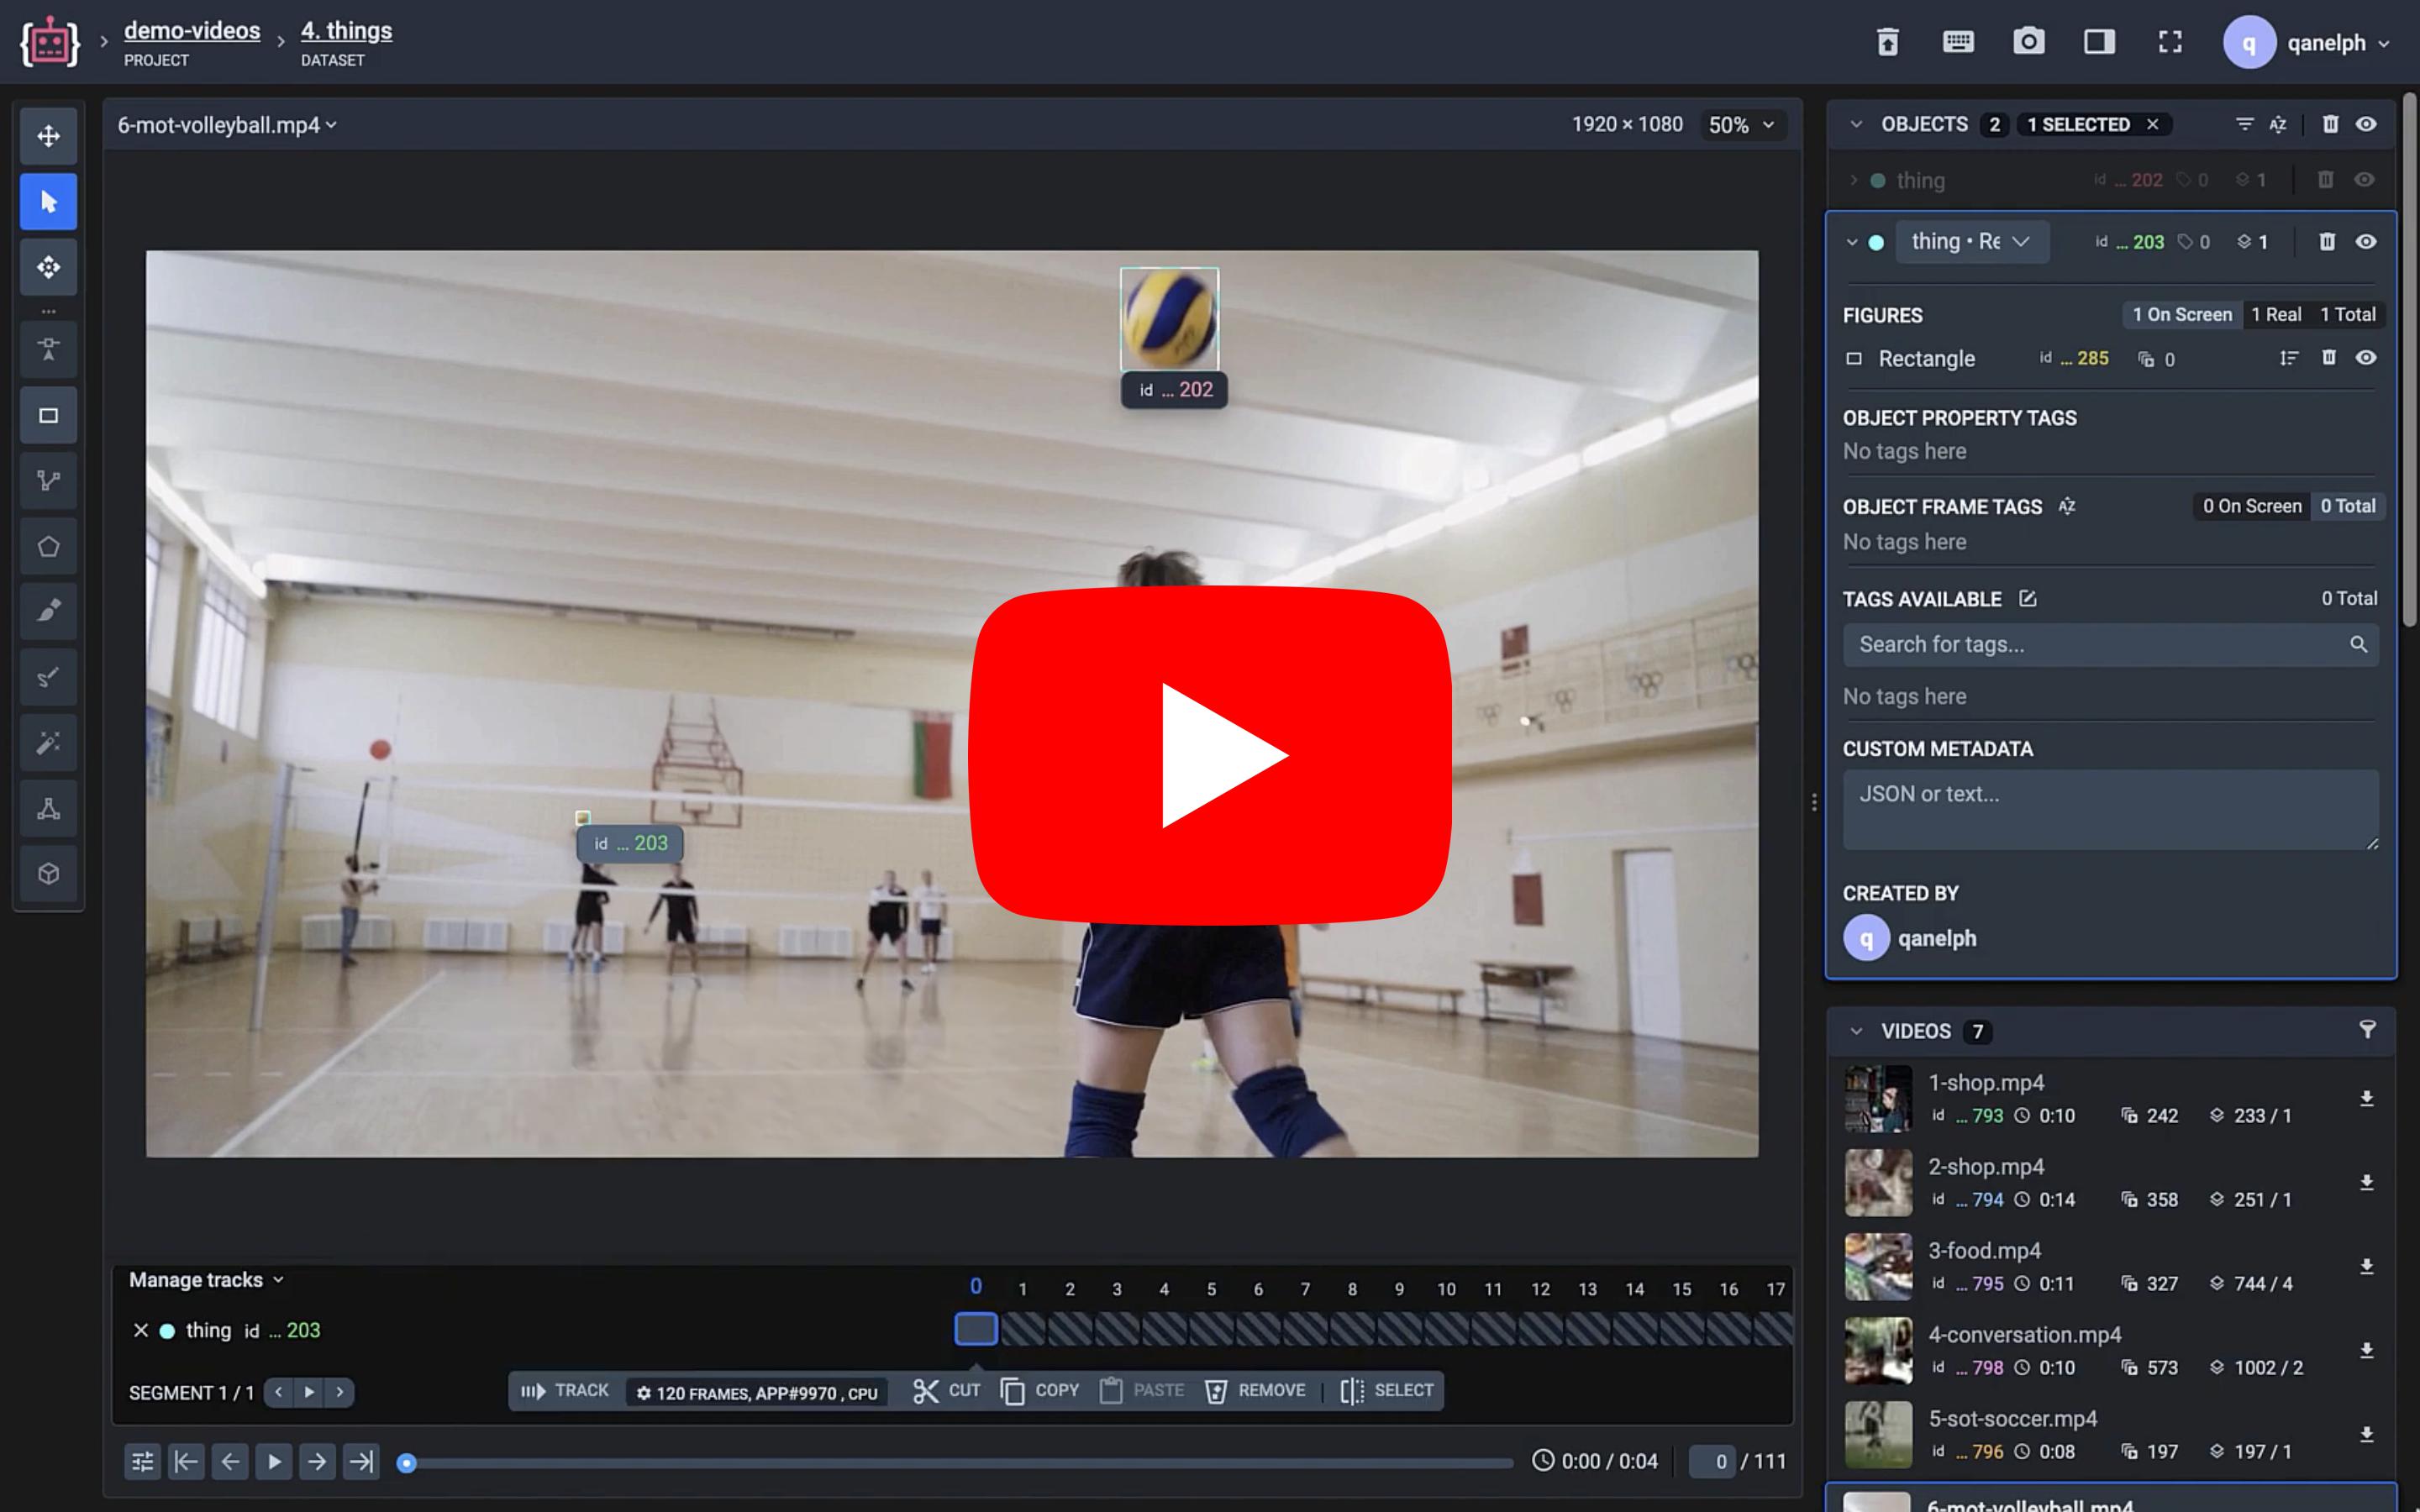 demo-videos
PROJECT
4. things
DATASET
qanelph
q
6-mot-volleyball.mp4
1920 × 1080
50%
id ... 202
id ... 203
OBJECTS 2 1 SELECTED
thing id ... 202 0 1
thing • Re id ... 203 0 1
FIGURES 1 On Screen 1 Real 1 Total
Rectangle id ... 285 0
OBJECT PROPERTY TAGS
No tags here
OBJECT FRAME TAGS 0 On Screen 0 Total
No tags here
TAGS AVAILABLE 0 Total
Search for tags...
No tags here
CUSTOM METADATA
JSON or text...
CREATED BY
q qanelph
VIDEOS 7
1-shop.mp4
id ... 793 0:10 242 233 / 1
2-shop.mp4
id ... 794 0:14 358 251 / 1
3-food.mp4
id ... 795 0:11 327 744 / 4
4-conversation.mp4
id ... 798 0:10 573 1002 / 2
5-sot-soccer.mp4
id ... 796 0:08 197 197 / 1
6-mot-volleyball.mp4
Manage tracks
0 1 2 3 4 5 6 7 8 9 10 11 12 13 14 15 16 17
thing id ... 203
SEGMENT 1 / 1
TRACK 120 FRAMES, APP#9970 , CPU CUT COPY PASTE REMOVE SELECT
0:00 / 0:04 0 / 111